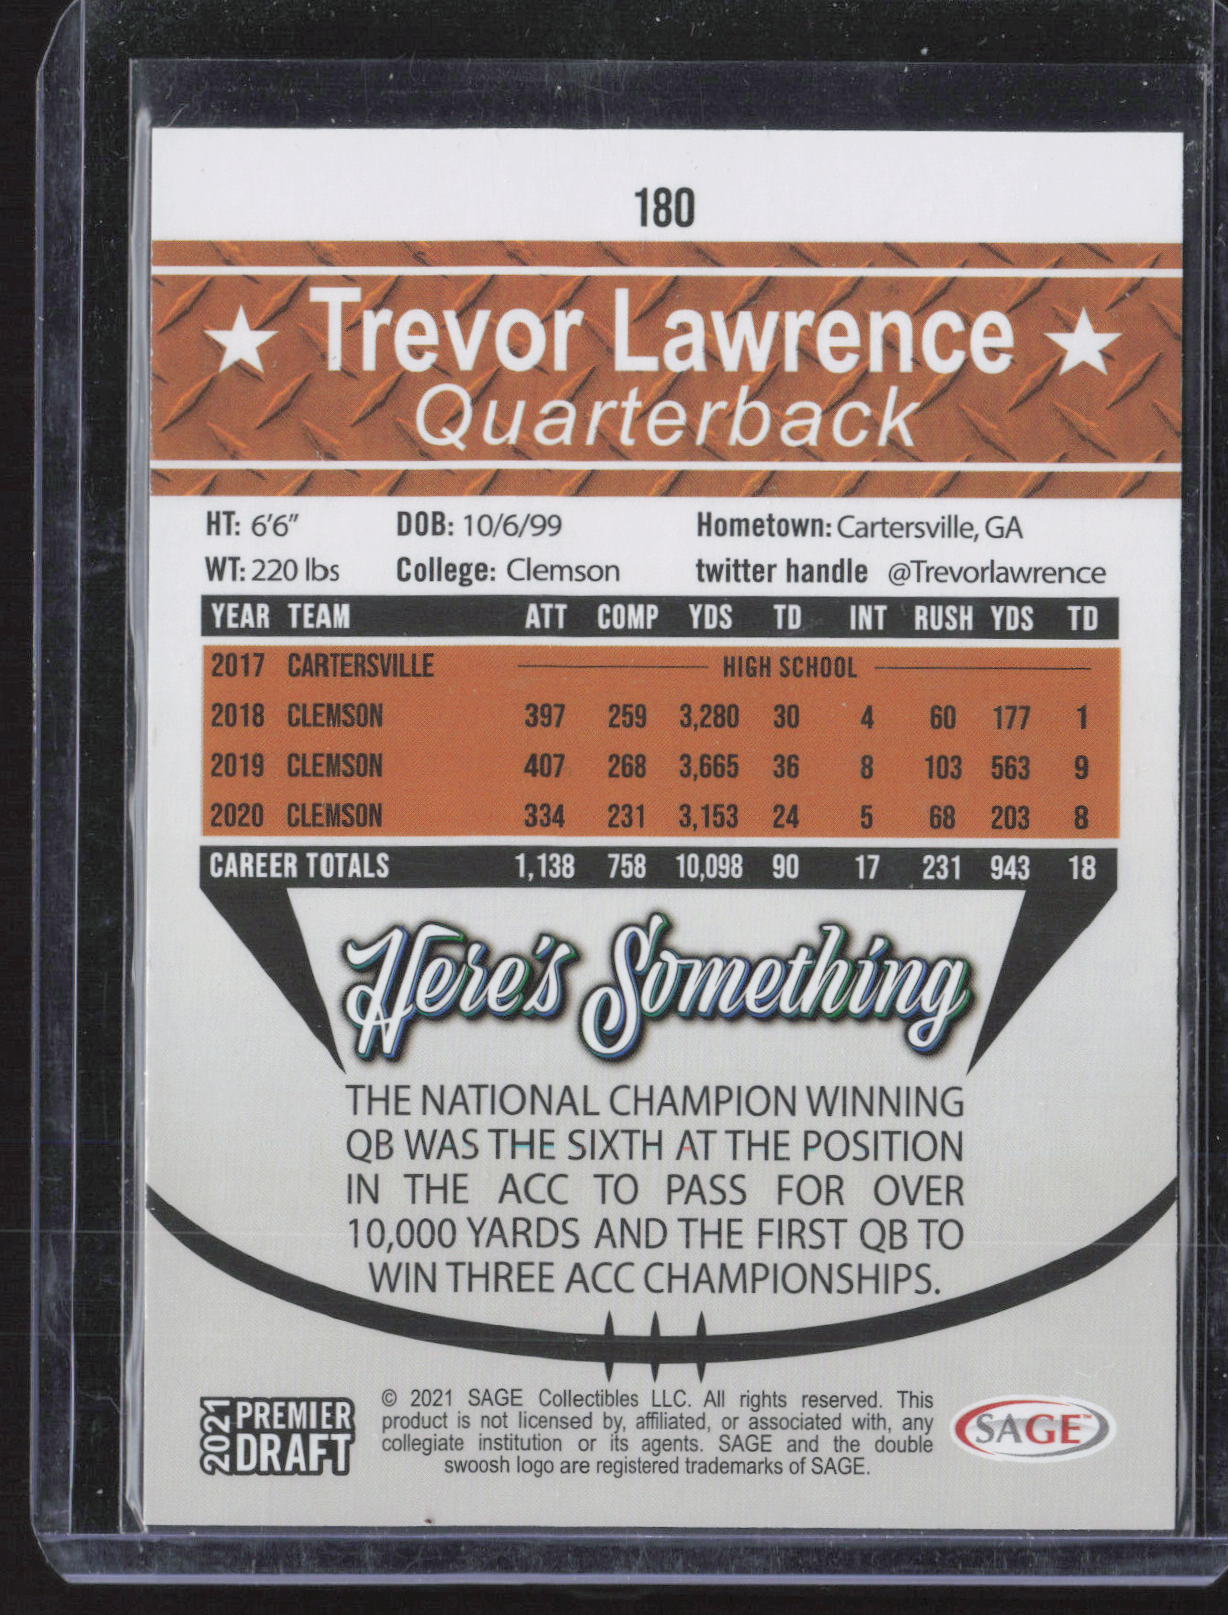 180
Trevor Lawrence
Quarterback
HT: 6'6" DOB: 10/6/99 Hometown: Cartersville, GA
WT: 220 lbs College: Clemson twitter handle @Trevorlawrence
YEAR TEAM ATT COMP YDS TD INT RUSH YDS TD
2017 CARTERSVILLE HIGH SCHOOL
2018 CLEMSON 397 259 3,280 30 4 60 177 1
2019 CLEMSON 407 268 3,665 36 8 103 563 9
2020 CLEMSON 334 231 3,153 24 5 68 203 8
CAREER TOTALS 1,138 758 10,098 90 17 231 943 18
Here's Something
THE NATIONAL CHAMPION WINNING
QB WAS THE SIXTH AT THE POSITION
IN THE ACC TO PASS FOR OVER
10,000 YARDS AND THE FIRST QB TO
WIN THREE ACC CHAMPIONSHIPS.
2021 PREMIER DRAFT
© 2021 SAGE Collectibles LLC. All rights reserved. This
product is not licensed by, affiliated, or associated with, any
collegiate institution or its agents. SAGE and the double
swoosh logo are registered trademarks of SAGE.
SAGE™